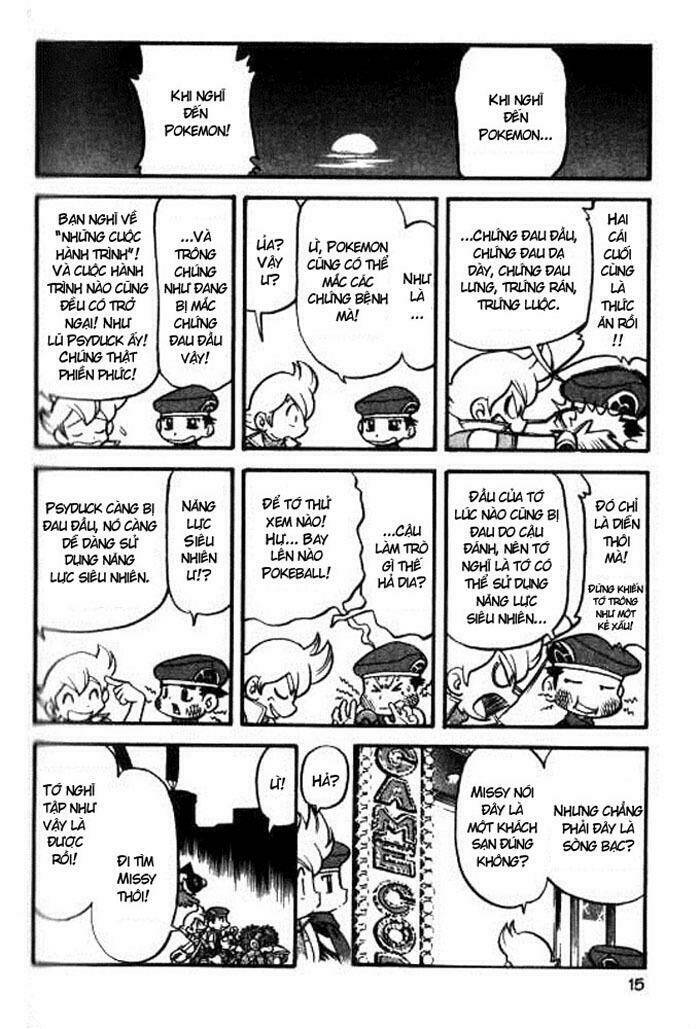 KHI NGHĨ
ĐẾN
POKEMON...
KHI NGHĨ
ĐẾN
POKEMON!
HAI
CÁI
CUỐI
CÙNG
LÀ
THỨC
ĂN RỒI
!!
...CHỨNG ĐAU ĐẦU,
CHỨNG ĐAU DẠ
DÀY, CHỨNG ĐAU
LƯNG, TRỨNG RÁN,
TRỨNG LUỘC.
NHƯ
LÀ
...
Ừ, POKEMON
CŨNG CÓ THỂ
MẮC CÁC
CHỨNG BỆNH
MÀ!
ỦA?
VẬY
Ư?
...VÀ
TRÔNG
CHÚNG
NHƯ ĐANG
BỊ MẮC
CHỨNG
ĐAU ĐẦU
VẬY!
BẠN NGHĨ VỀ
"NHỮNG CUỘC
HÀNH TRÌNH"!
VÀ CUỘC HÀNH
TRÌNH NÀO CŨNG
ĐỀU CÓ TRỞ
NGẠI! NHƯ
LŨ PSYDUCK ẤY!
CHÚNG THẬT
PHIỀN PHỨC!
ĐÓ CHỈ
LÀ DIỄN
THÔI
MÀ!
ĐỪNG KHIẾN
TỚ TRÔNG
NHƯ MỘT
KẺ XẤU!
ĐẦU CỦA TỚ
LÚC NÀO CŨNG BỊ
ĐAU DO CẬU
ĐÁNH, NÊN TỚ
NGHĨ LÀ TỚ CÓ
THỂ SỬ DỤNG
NĂNG LỰC
SIÊU NHIÊN...
...CẬU
LÀM TRÒ
GÌ THẾ
HẢ DIA?
ĐỂ TỚ THỬ
XEM NÀO!
HỰ... BAY
LÊN NÀO
POKEBALL!
NĂNG
LỰC
SIÊU
NHIÊN
Ư!?
PSYDUCK CÀNG BỊ
ĐAU ĐẦU, NÓ CÀNG
DỄ DÀNG SỬ
DỤNG NĂNG
LỰC SIÊU NHIÊN.
NHƯNG CHẲNG
PHẢI ĐÂY LÀ
SÒNG BẠC?
MISSY NÓI
ĐÂY LÀ
MỘT KHÁCH
SẠN ĐÚNG
KHÔNG?
GAME
HẢ?
Ừ!
ĐI TÌM
MISSY
THÔI!
TỚ NGHĨ
TẬP NHƯ
VẬY LÀ
ĐƯỢC
RỒI!
15